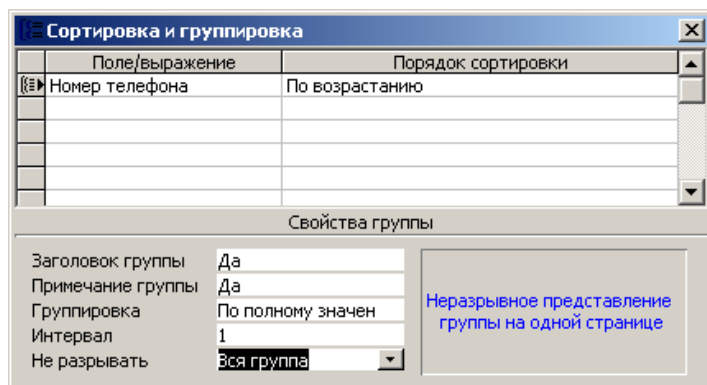 Сортировка и группировка
Поле/выражение Порядок сортировки
Номер телефона По возрастанию
Свойства группы
Заголовок группы Да
Примечание группы Да
Группировка По полному значен
Интервал 1
Не разрывать Вся группа
Неразрывное представление
группы на одной странице